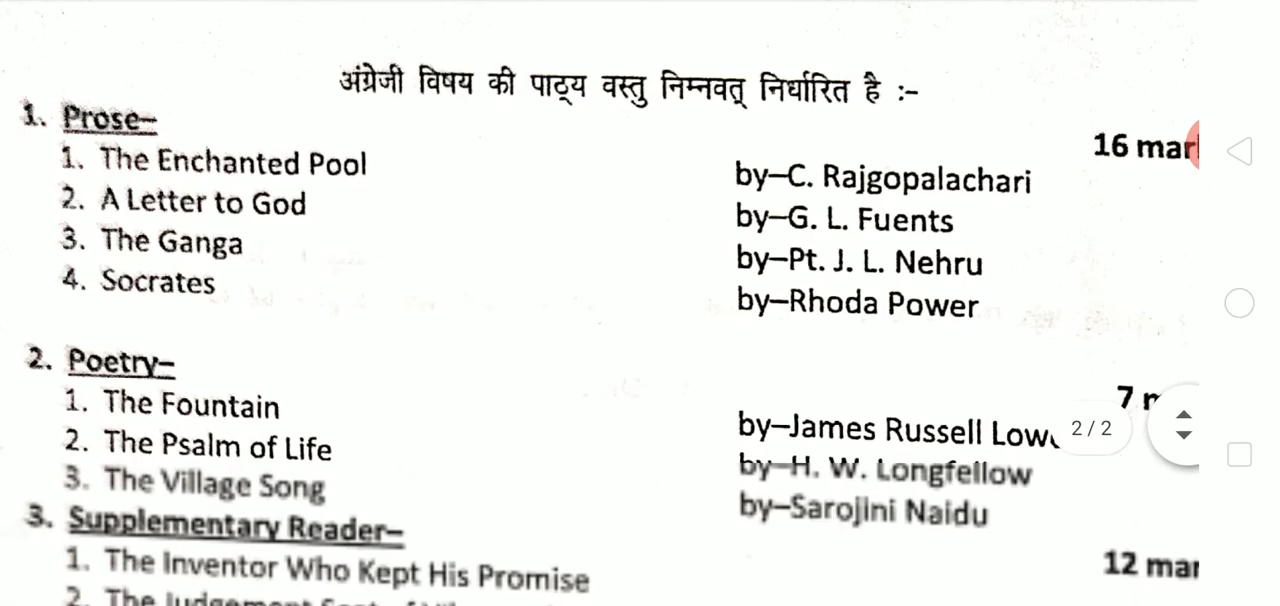 अंग्रेजी विषय की पाठ्य वस्तु निम्नवत् निर्धारित है :-
1. Prose–
16
1. The Enchanted Pool by–C. Rajgopalachari
2. A Letter to God by–G. L. Fuents
3. The Ganga by–Pt. J. L. Nehru
4. Socrates by–Rhoda Power
2. Poetry–
7
1. The Fountain by–James Russell
2. The Psalm of Life by–H. W. Longfellow
3. The Village Song by–Sarojini Naidu
2 / 2
3. Supplementary Reader–
12
1. The Inventor Who Kept His Promise
2. The